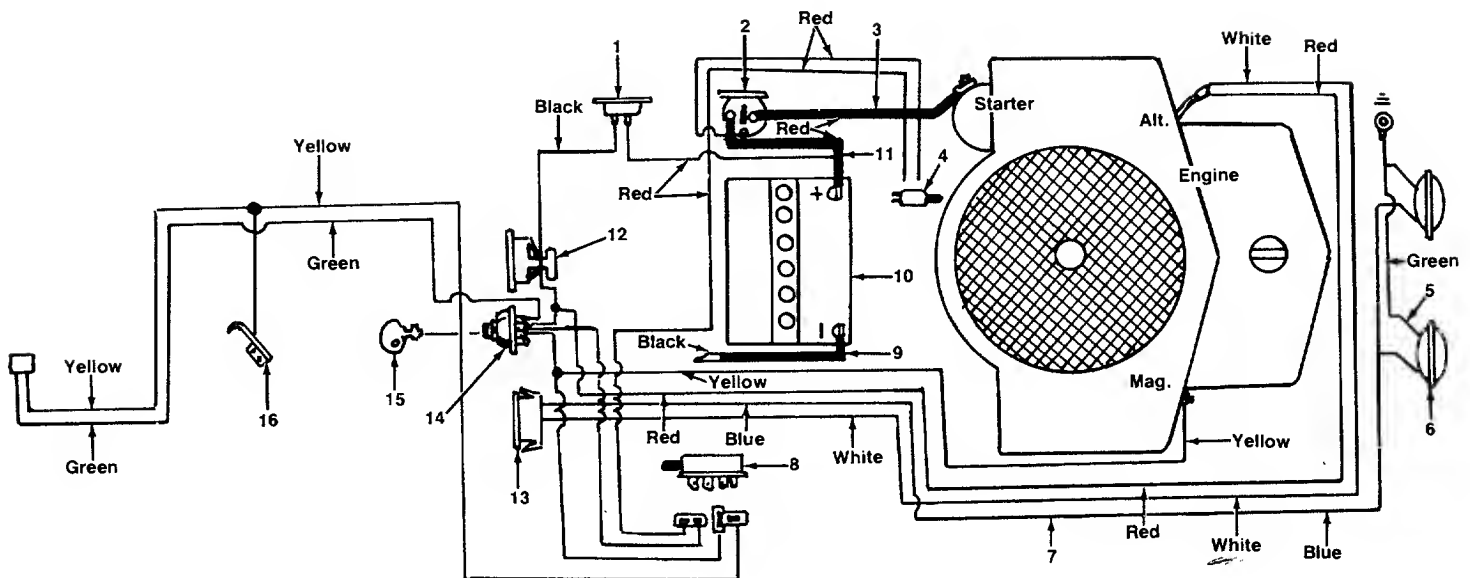 Red
1
2
3
White
Red
Black
Starter
Alt.
Red
Yellow
11
4
Engine
Red
+
12
Green
Green
10
5
Black
9
15
14
Yellow
Mag.
Yellow
16
6
Red
Blue
White
Yellow
Green
13
8
7
Red
White
Blue